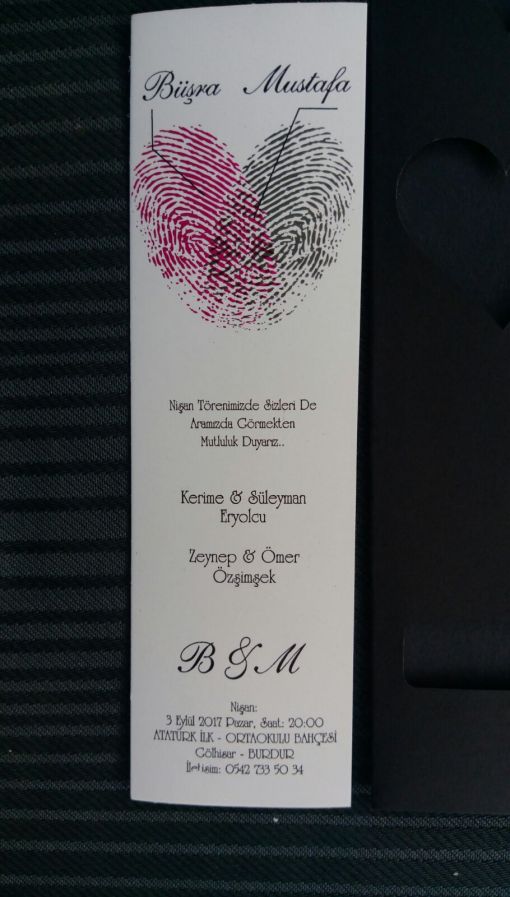 Büşra Mustafa
Nişan Törenimizde Sizleri De
Aramızda Görmekten
Mutluluk Duyarız..
Kerime & Süleyman
Eryolcu
Zeynep & Ömer
Özşimşek
B & M
Nişan:
3 Eylül 2017 Pazar, Saat: 20:00
ATATÜRK İLK - ORTAOKULU BAHÇESİ
Gölhisar - BURDUR
İletişim: 0542 733 50 34